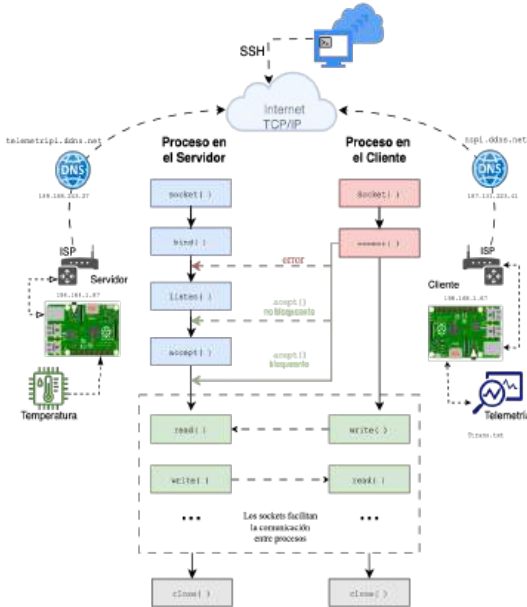 SSH
Internet
TCP/IP
telemetripi.ddns.net
Proceso en
el Servidor
Proceso en
el Cliente
DNS
DNS
socket( )
Socket( )
ISP
bind( )
ISP
error
Servidor
listen( )
Cliente
no bloqueante
accept( )
bloqueante
Temperatura
Telemetría
read( )
write( )
write( )
read( )
...
Los sockets facilitan
la comunicación
entre procesos
...
close( )
close( )